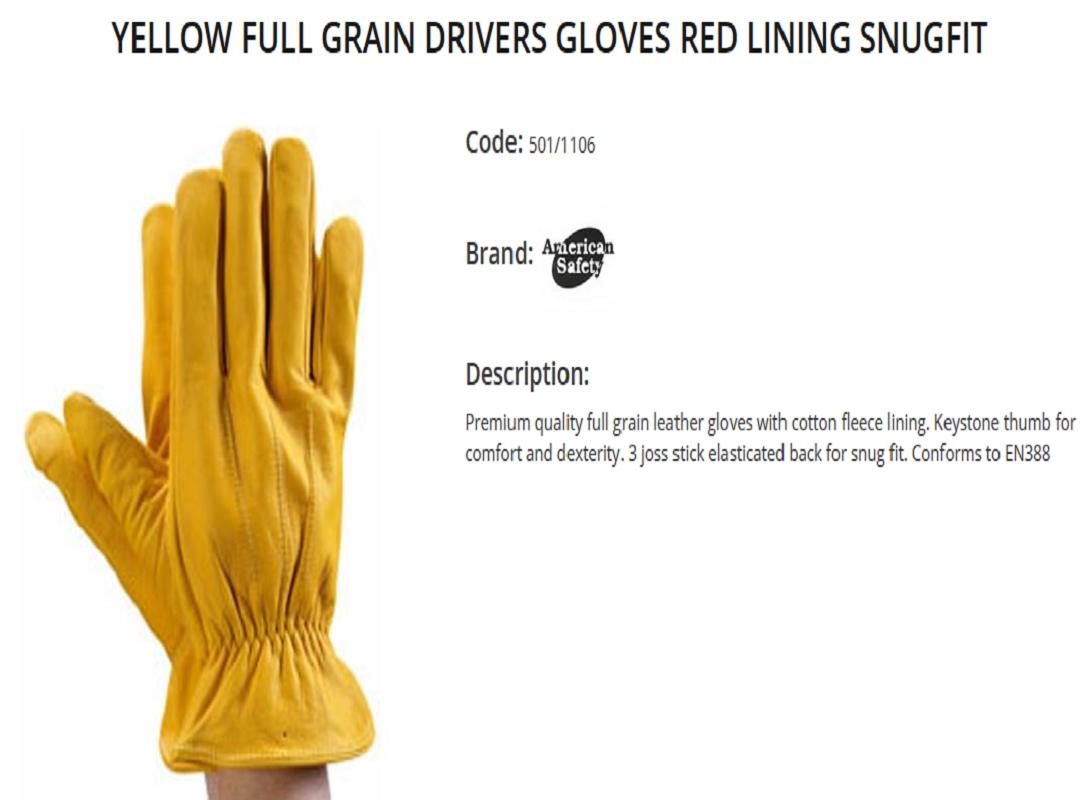 YELLOW FULL GRAIN DRIVERS GLOVES RED LINING SNUGFIT
Code: 501/1106
Brand: American
Safety
Description:
Premium quality full grain leather gloves with cotton fleece lining. Keystone thumb for
comfort and dexterity. 3 joss stick elasticated back for snug fit. Conforms to EN388